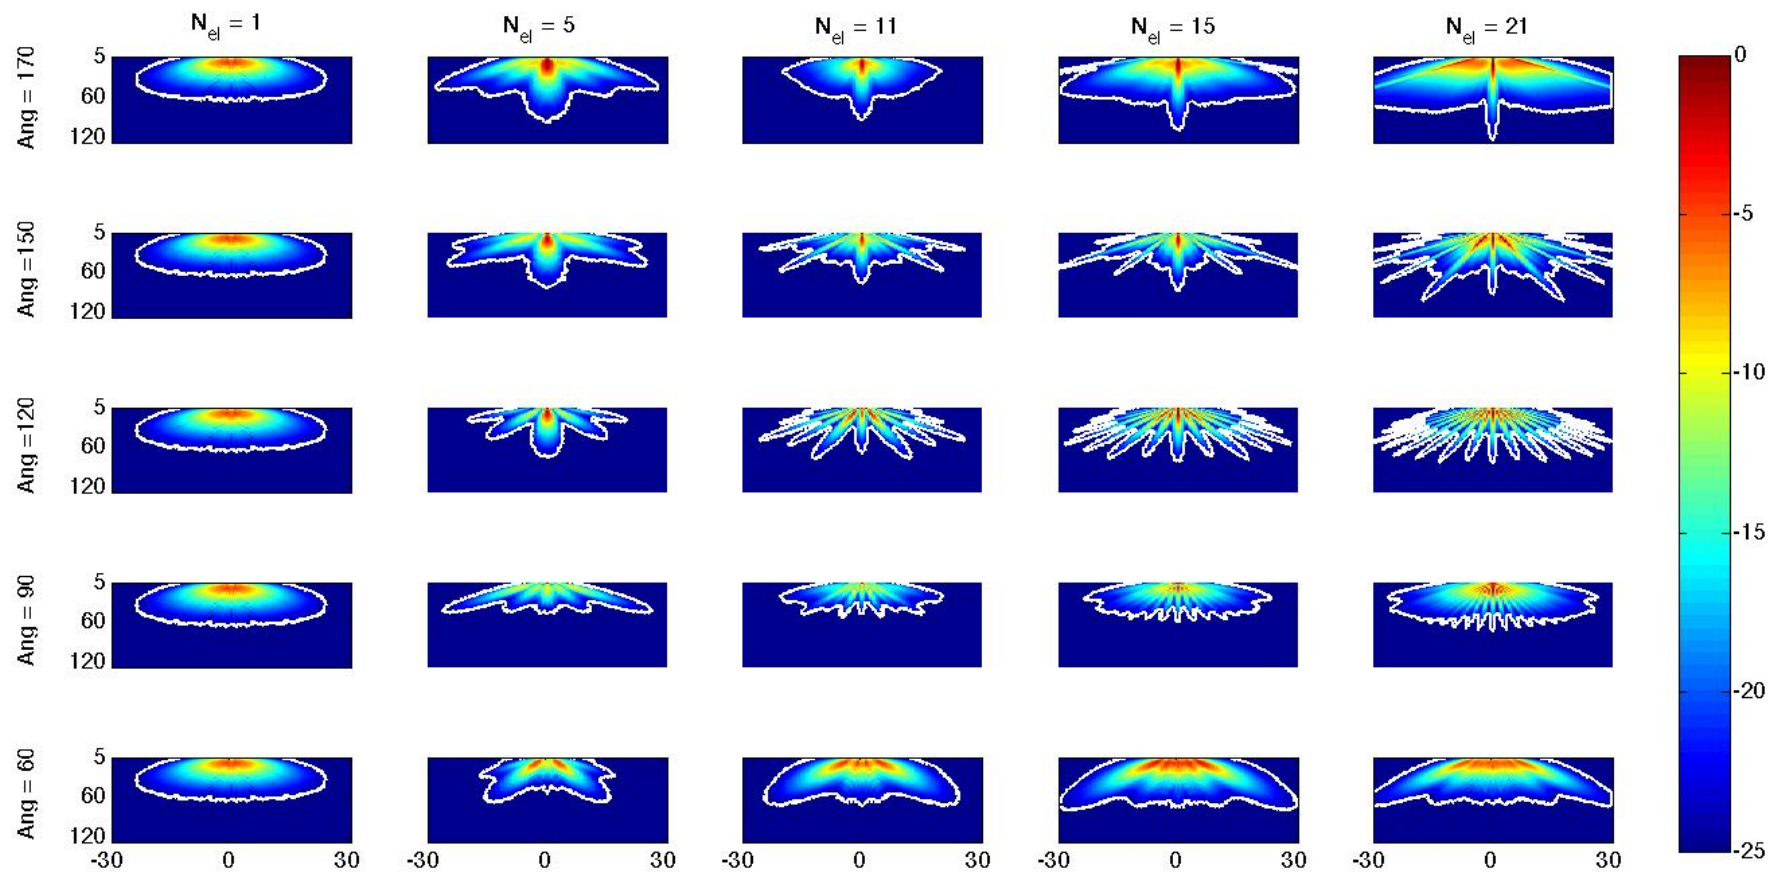 N_el = 1 N_el = 5 N_el = 11 N_el = 15 N_el = 21
Ang = 170 5 60 120
Ang =150 5 60 120
Ang =120 5 60 120
Ang = 90 5 60 120
Ang = 60 5 60 120
-30 0 30 -30 0 30 -30 0 30 -30 0 30 -30 0 30
0
-5
-10
-15
-20
-25